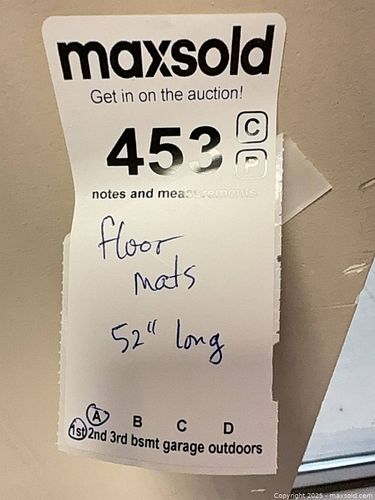 maxsold
Get in on the auction!
453 C
P
notes and measurements
floor
mats
52" long
A B C D
1st 2nd 3rd bsmt garage outdoors
Copyright 2025 - maxsold.com